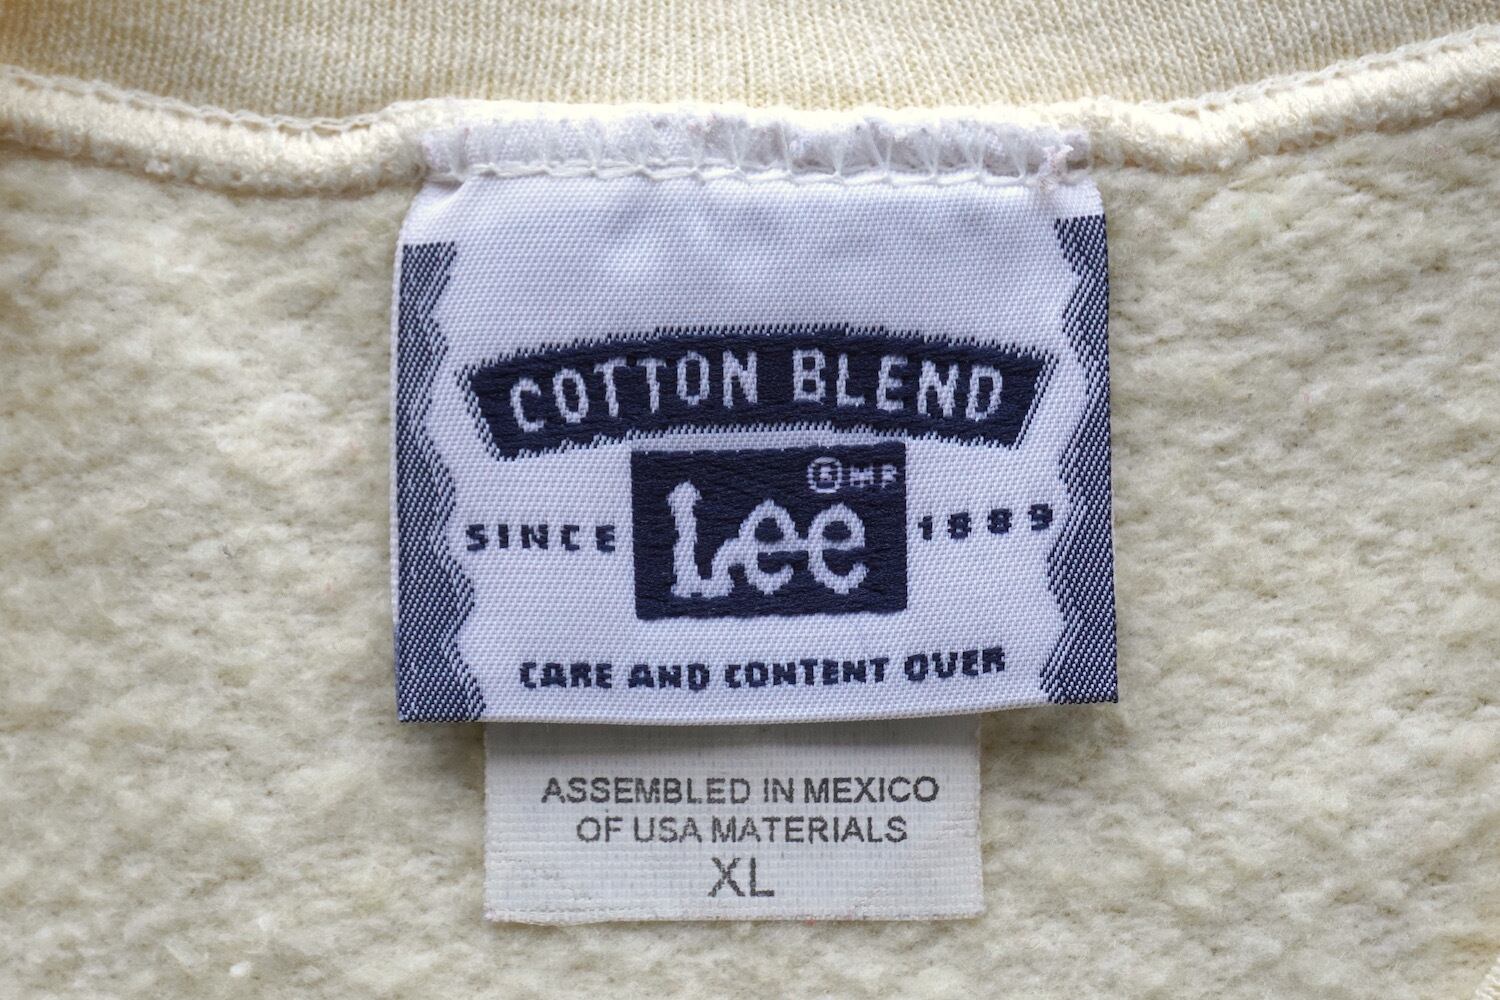 COTTON BLEND
® MR
SINCE Lee 1889
CARE AND CONTENT OVER
ASSEMBLED IN MEXICO
OF USA MATERIALS
XL